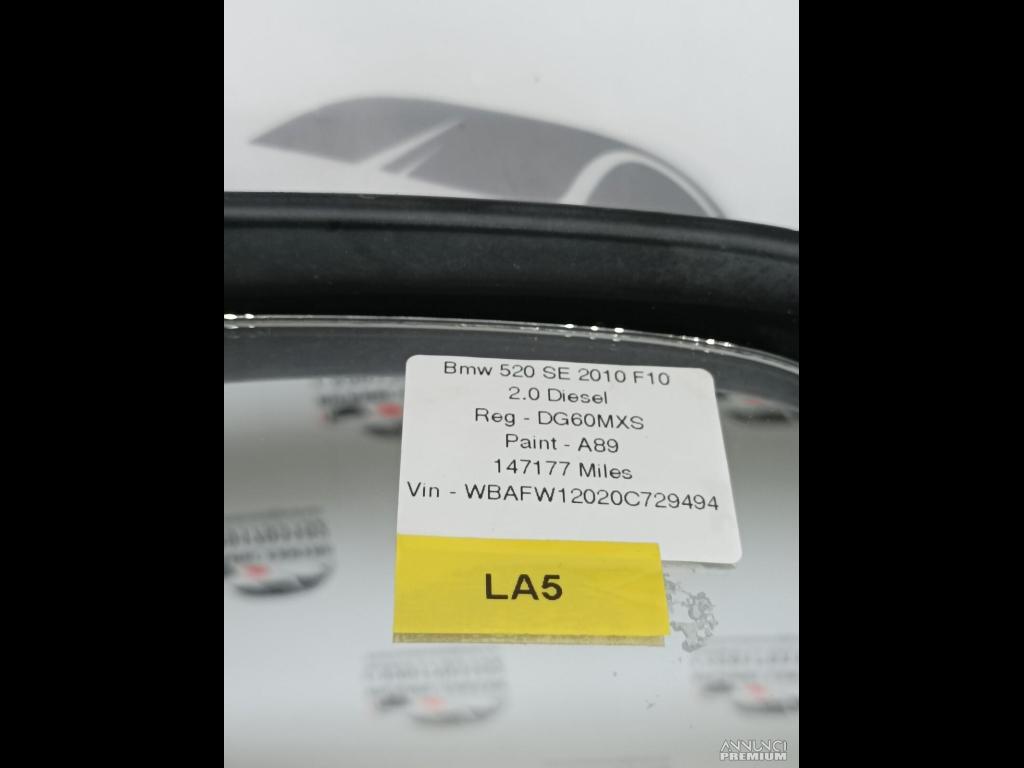 Bmw 520 SE 2010 F10
2.0 Diesel
Reg - DG60MXS
Paint - A89
147177 Miles
Vin - WBAFW12020C729494
LA5
ANNUNCI
PREMIUM